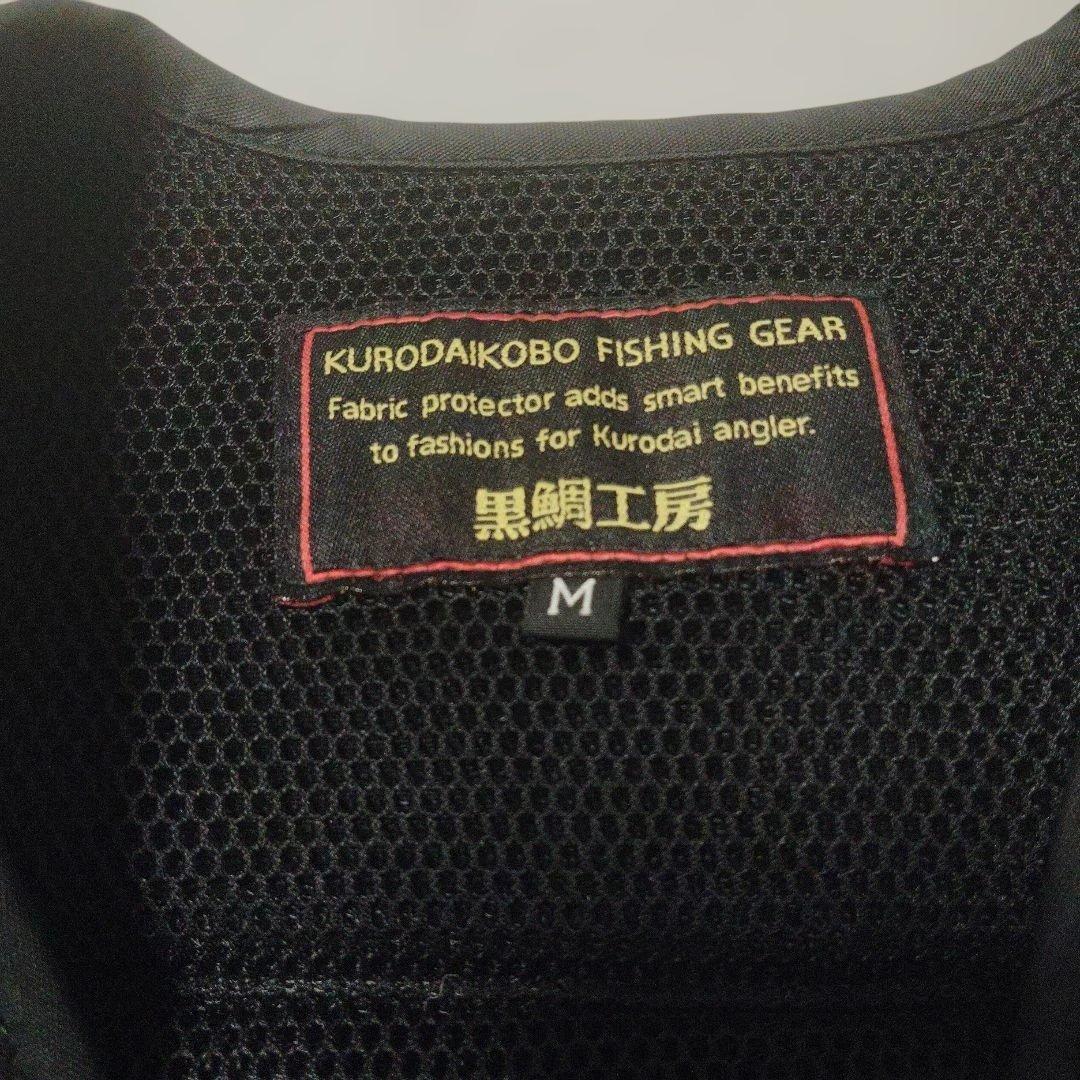 KURODAIKOBO FISHING GEAR
Fabric protector adds smart benefits
to fashions for Kurodai angler.
黒鯛工房
M